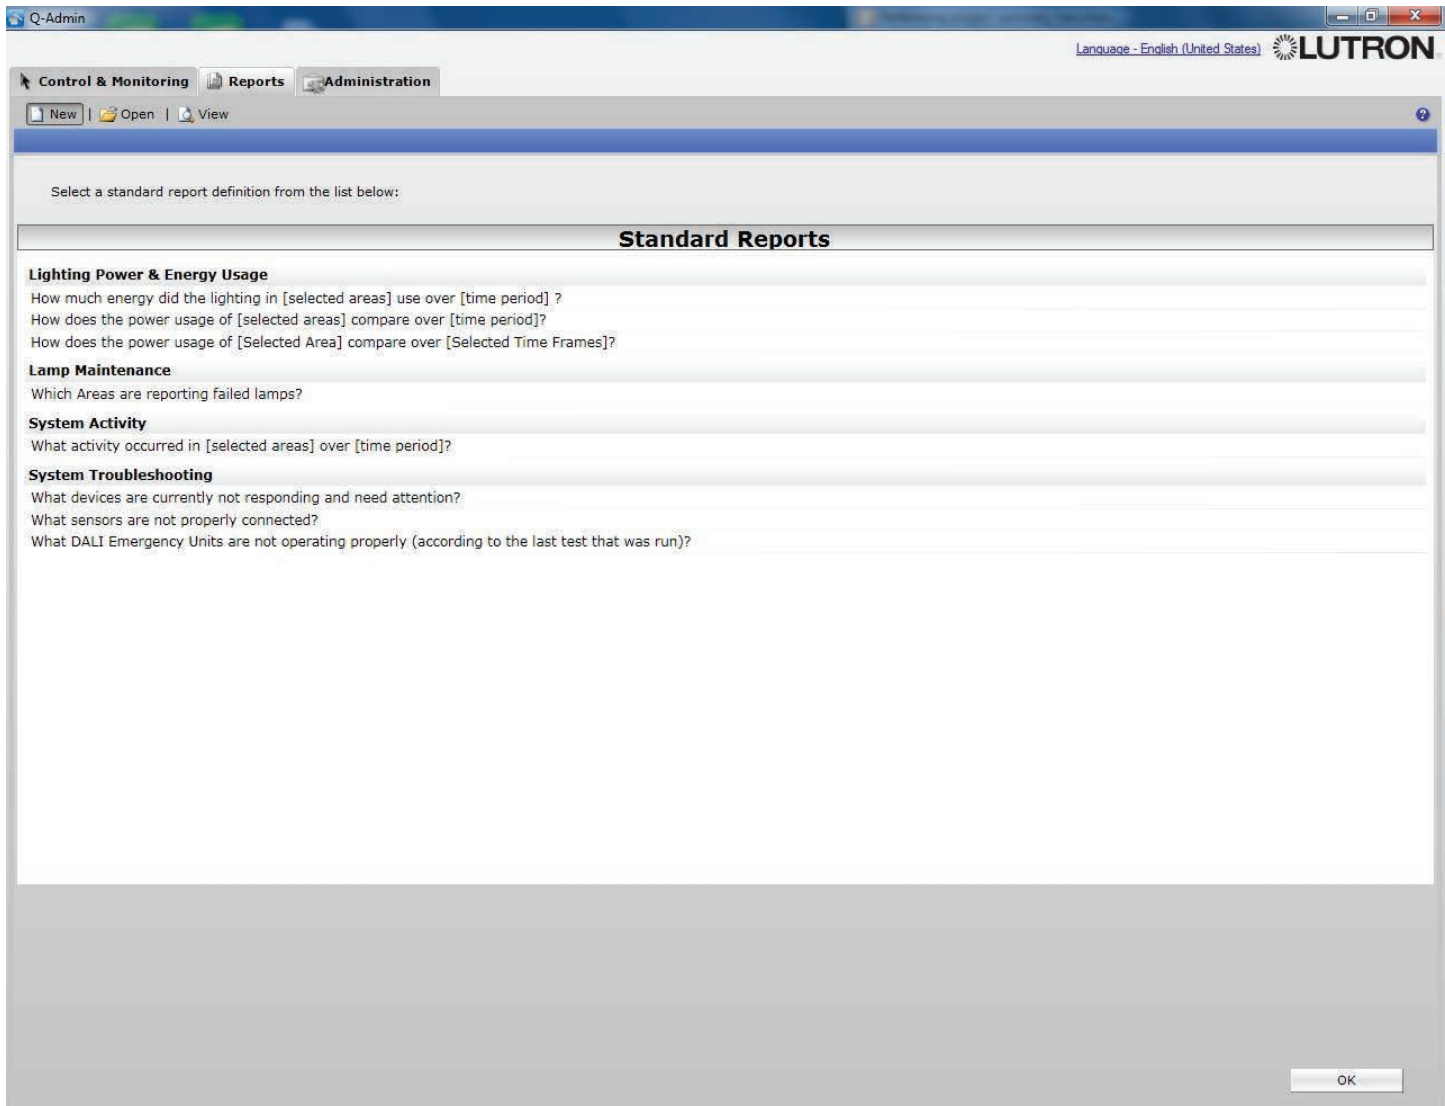 Q-Admin
Language - English (United States) LUTRON
Control & Monitoring Reports Administration
New | Open | View
Select a standard report definition from the list below:
Standard Reports
Lighting Power & Energy Usage
How much energy did the lighting in [selected areas] use over [time period] ?
How does the power usage of [selected areas] compare over [time period]?
How does the power usage of [Selected Area] compare over [Selected Time Frames]?
Lamp Maintenance
Which Areas are reporting failed lamps?
System Activity
What activity occurred in [selected areas] over [time period]?
System Troubleshooting
What devices are currently not responding and need attention?
What sensors are not properly connected?
What DALI Emergency Units are not operating properly (according to the last test that was run)?
OK